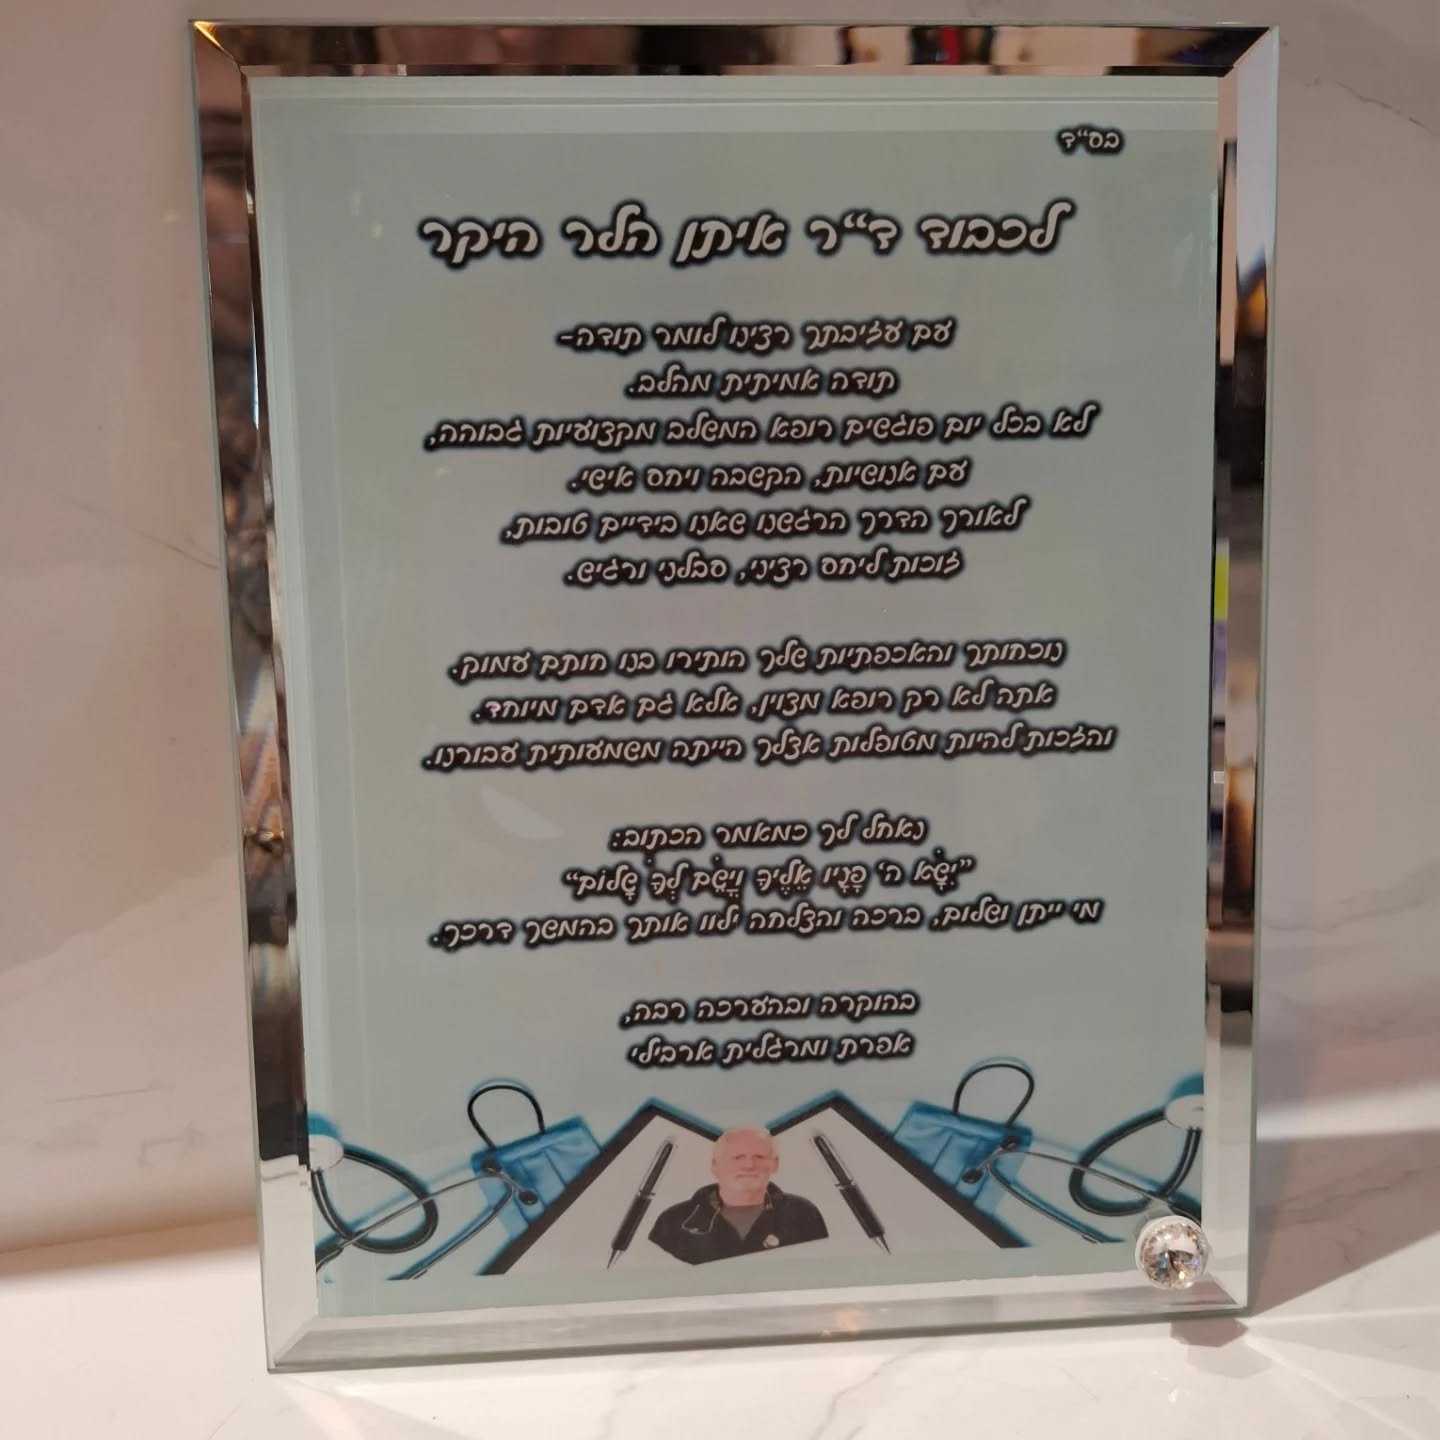 בס"ד
לכבוד ד"ר איתן הלר היקר
עם עזיבתך רצינו לומר תודה-
תודה אמיתית מהלב.
לא בכל יום פוגשים רופא המשלב מקצועיות גבוהה,
עם אנושיות, הקשבה ויחס אישי.
לאורך הדרך הרגשנו שאנו בידיים טובות,
זוכות ליחס רציני, סבלני ורגיש.
נוכחותך והאכפתיות שלך הותירו בנו חותם עמוק.
אתה לא רק רופא מצוין, אלא גם אדם מיוחד.
והזכות להיות מטופלות אצלך הייתה משמעותית עבורנו.
נאחל לך כמאמר הכתוב:
"יִשָּׂא ה' פָּנָיו אֵלֶיךָ וְיָשֵׂם לְךָ שָׁלוֹם"
מי ייתן ושלום, ברכה והצלחה ילוו אותך בהמשך דרכך.
בהוקרה ובהערכה רבה,
אפרת ומרגלית ארבילי